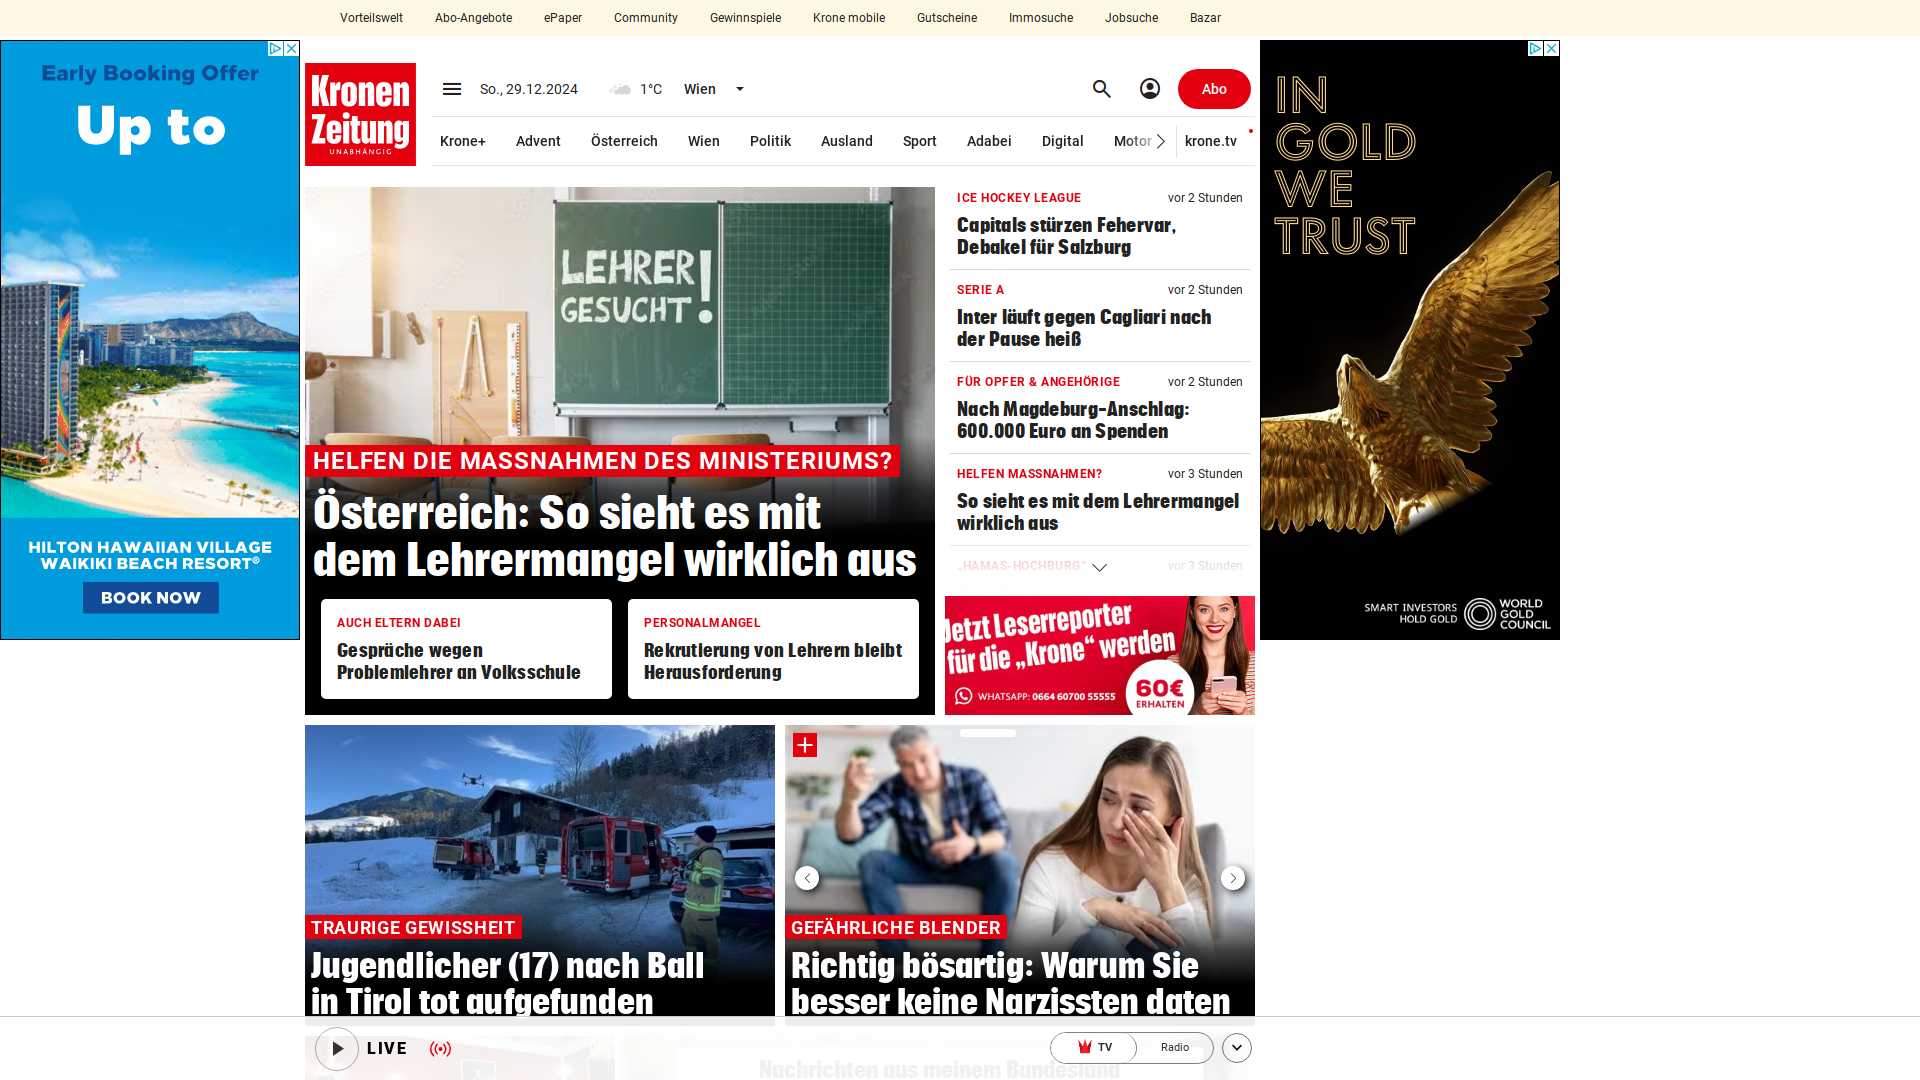 Vorteilswelt Abo-Angebote ePaper Community Gewinnspiele Krone mobile Gutscheine Immosuche Jobsuche Bazar
Early Booking Offer
Up to
HILTON HAWAIIAN VILLAGE
WAIKIKI BEACH RESORT®
BOOK NOW
Kronen
Zeitung
UNABHÄNGIG
So., 29.12.2024 1°C Wien Abo
Krone+ Advent Österreich Wien Politik Ausland Sport Adabei Digital Motor krone.tv
LEHRER
GESUCHT!
HELFEN DIE MASSNAHMEN DES MINISTERIUMS?
Österreich: So sieht es mit
dem Lehrermangel wirklich aus
AUCH ELTERN DABEI
Gespräche wegen
Problemlehrer an Volksschule
PERSONALMANGEL
Rekrutierung von Lehrern bleibt
Herausforderung
ICE HOCKEY LEAGUE vor 2 Stunden
Capitals stürzen Fehervar,
Debakel für Salzburg
SERIE A vor 2 Stunden
Inter läuft gegen Cagliari nach
der Pause heiß
FÜR OPFER & ANGEHÖRIGE vor 2 Stunden
Nach Magdeburg-Anschlag:
600.000 Euro an Spenden
HELFEN MASSNAHMEN? vor 3 Stunden
So sieht es mit dem Lehrermangel
wirklich aus
„HAMAS-HOCHBURG“ vor 3 Stunden
Jetzt Leserreporter
für die „Krone“ werden
WHATSAPP: 0664 60700 55555
60€
ERHALTEN
IN
GOLD
WE
TRUST
SMART INVESTORS
HOLD GOLD
WORLD
GOLD
COUNCIL
TRAURIGE GEWISSHEIT
Jugendlicher (17) nach Ball
in Tirol tot aufgefunden
GEFÄHRLICHE BLENDER
Richtig bösartig: Warum Sie
besser keine Narzissten daten
LIVE
TV Radio
Nachrichten aus meinem Bundesland